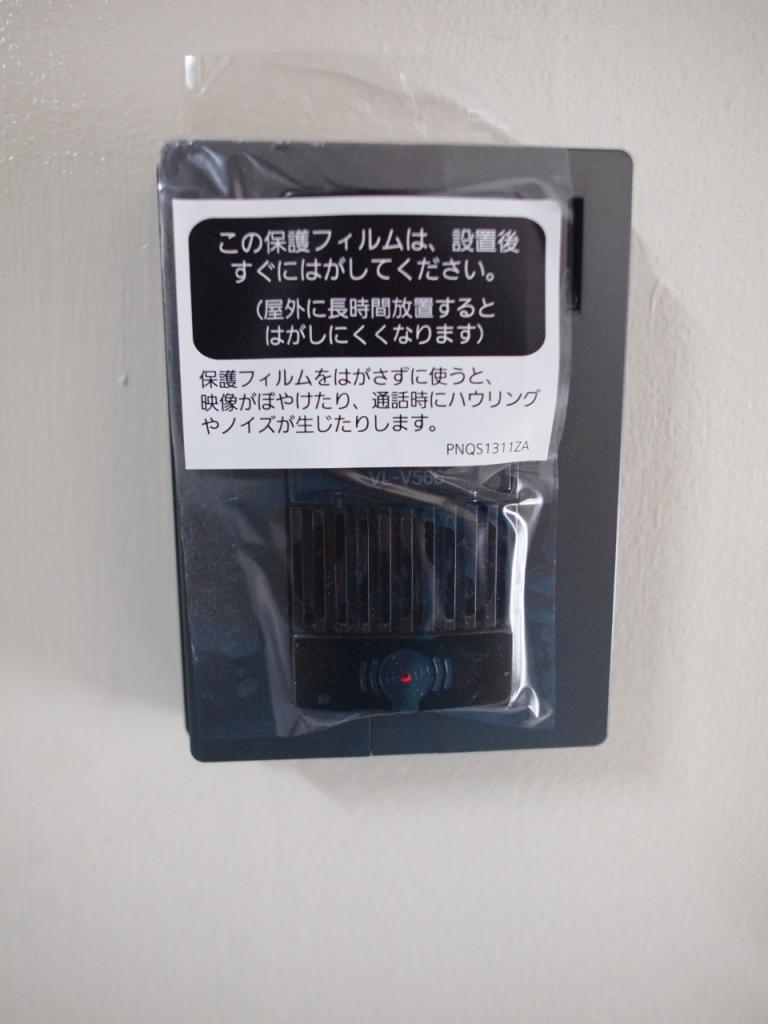 この保護フィルムは、設置後
すぐにはがしてください。
（屋外に長時間放置すると
はがしにくくなります）
保護フィルムをはがさずに使うと、
映像がぼやけたり、通話時にハウリング
やノイズが生じたりします。
PNQS1311ZA
VL-V566